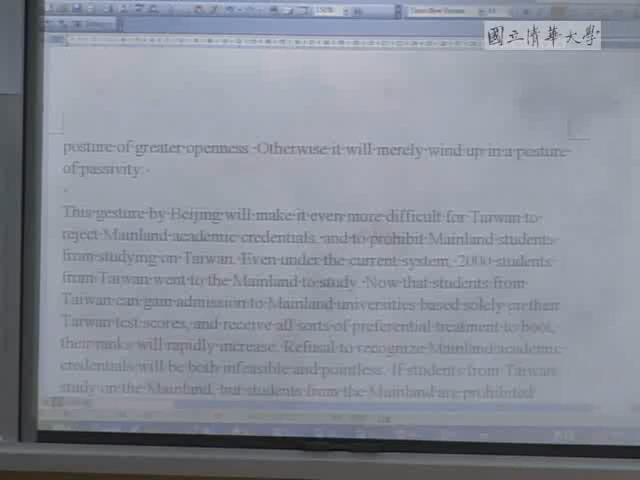 國立清華大學
150%
posture of greater openness. Otherwise it will merely wind up in a posture
of passivity.
This gesture by Beijing will make it even more difficult for Taiwan to
reject Mainland academic credentials, and to prohibit Mainland students
from studying on Taiwan. Even under the current system, 2000 students
from Taiwan went to the Mainland to study. Now that students from
Taiwan can gain admission to Mainland universities based solely on their
Taiwan test scores, and receive all sorts of preferential treatment to boot,
their ranks will rapidly increase. Refusal to recognize Mainland academic
credentials will be both infeasible and pointless. If students from Taiwan
study on the Mainland, but students from the Mainland are prohibited